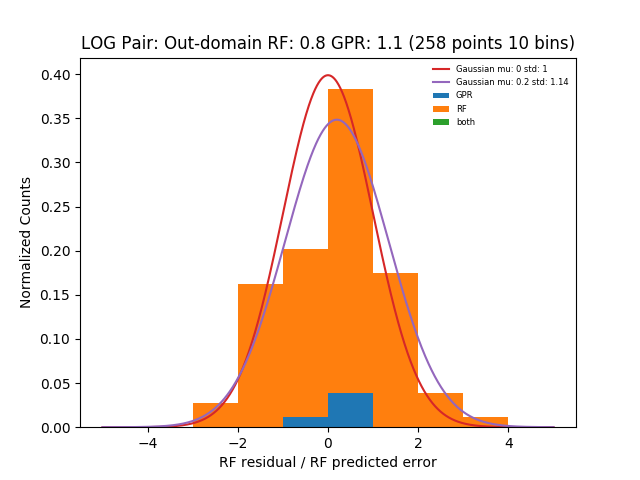 LOG Pair: Out-domain RF: 0.8 GPR: 1.1 (258 points 10 bins)
Gaussian mu: 0 std: 1
Gaussian mu: 0.2 std: 1.14
GPR
RF
both
Normalized Counts
0.40
0.35
0.30
0.25
0.20
0.15
0.10
0.05
0.00
−4 −2 0 2 4
RF residual / RF predicted error